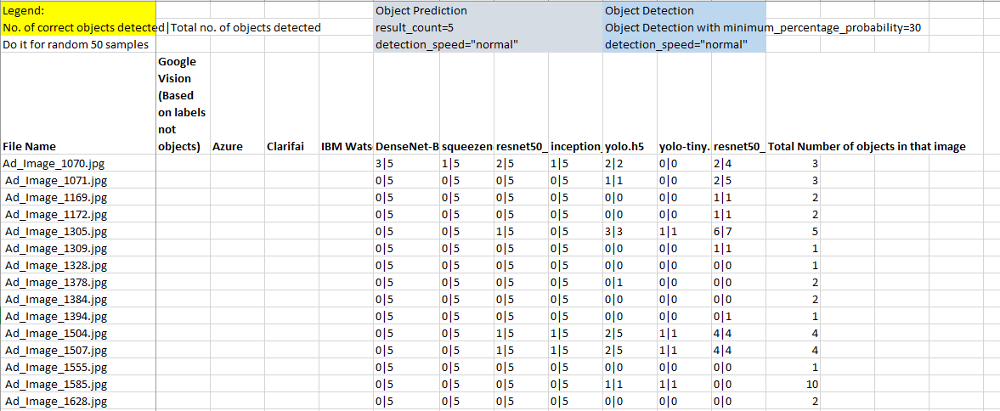 Legend: Object Prediction Object Detection
No. of correct objects detected|Total no. of objects detected result_count=5 Object Detection with minimum_percentage_probability=30
Do it for random 50 samples detection_speed="normal" detection_speed="normal"
Google
Vision
(Based
on labels
not
File Name objects) Azure Clarifai IBM Wats DenseNet-B squeezen resnet50_ inception_ yolo.h5 yolo-tiny. resnet50_ Total Number of objects in that image
Ad_Image_1070.jpg 3|5 1|5 2|5 1|5 2|2 0|0 2|4 3
Ad_Image_1071.jpg 0|5 0|5 0|5 0|5 1|1 0|0 2|5 3
Ad_Image_1169.jpg 0|5 0|5 0|5 0|5 0|0 0|0 1|1 2
Ad_Image_1172.jpg 0|5 0|5 0|5 0|5 0|0 0|0 1|1 2
Ad_Image_1305.jpg 0|5 0|5 1|5 0|5 3|3 1|1 6|7 5
Ad_Image_1309.jpg 0|5 0|5 0|5 0|5 0|0 0|0 1|1 1
Ad_Image_1328.jpg 0|5 0|5 0|5 0|5 0|0 0|0 0|0 1
Ad_Image_1378.jpg 0|5 0|5 0|5 0|5 0|1 0|0 0|0 2
Ad_Image_1384.jpg 0|5 0|5 0|5 0|5 0|0 0|0 0|0 2
Ad_Image_1394.jpg 0|5 0|5 0|5 0|5 0|0 0|0 0|1 1
Ad_Image_1504.jpg 0|5 0|5 1|5 1|5 2|5 1|1 4|4 4
Ad_Image_1507.jpg 0|5 0|5 1|5 1|5 2|5 1|1 4|4 4
Ad_Image_1555.jpg 0|5 0|5 0|5 0|5 0|0 0|0 0|0 1
Ad_Image_1585.jpg 0|5 0|5 0|5 0|5 1|1 1|1 0|0 10
Ad_Image_1628.jpg 0|5 0|5 0|5 0|5 0|0 0|0 0|0 2